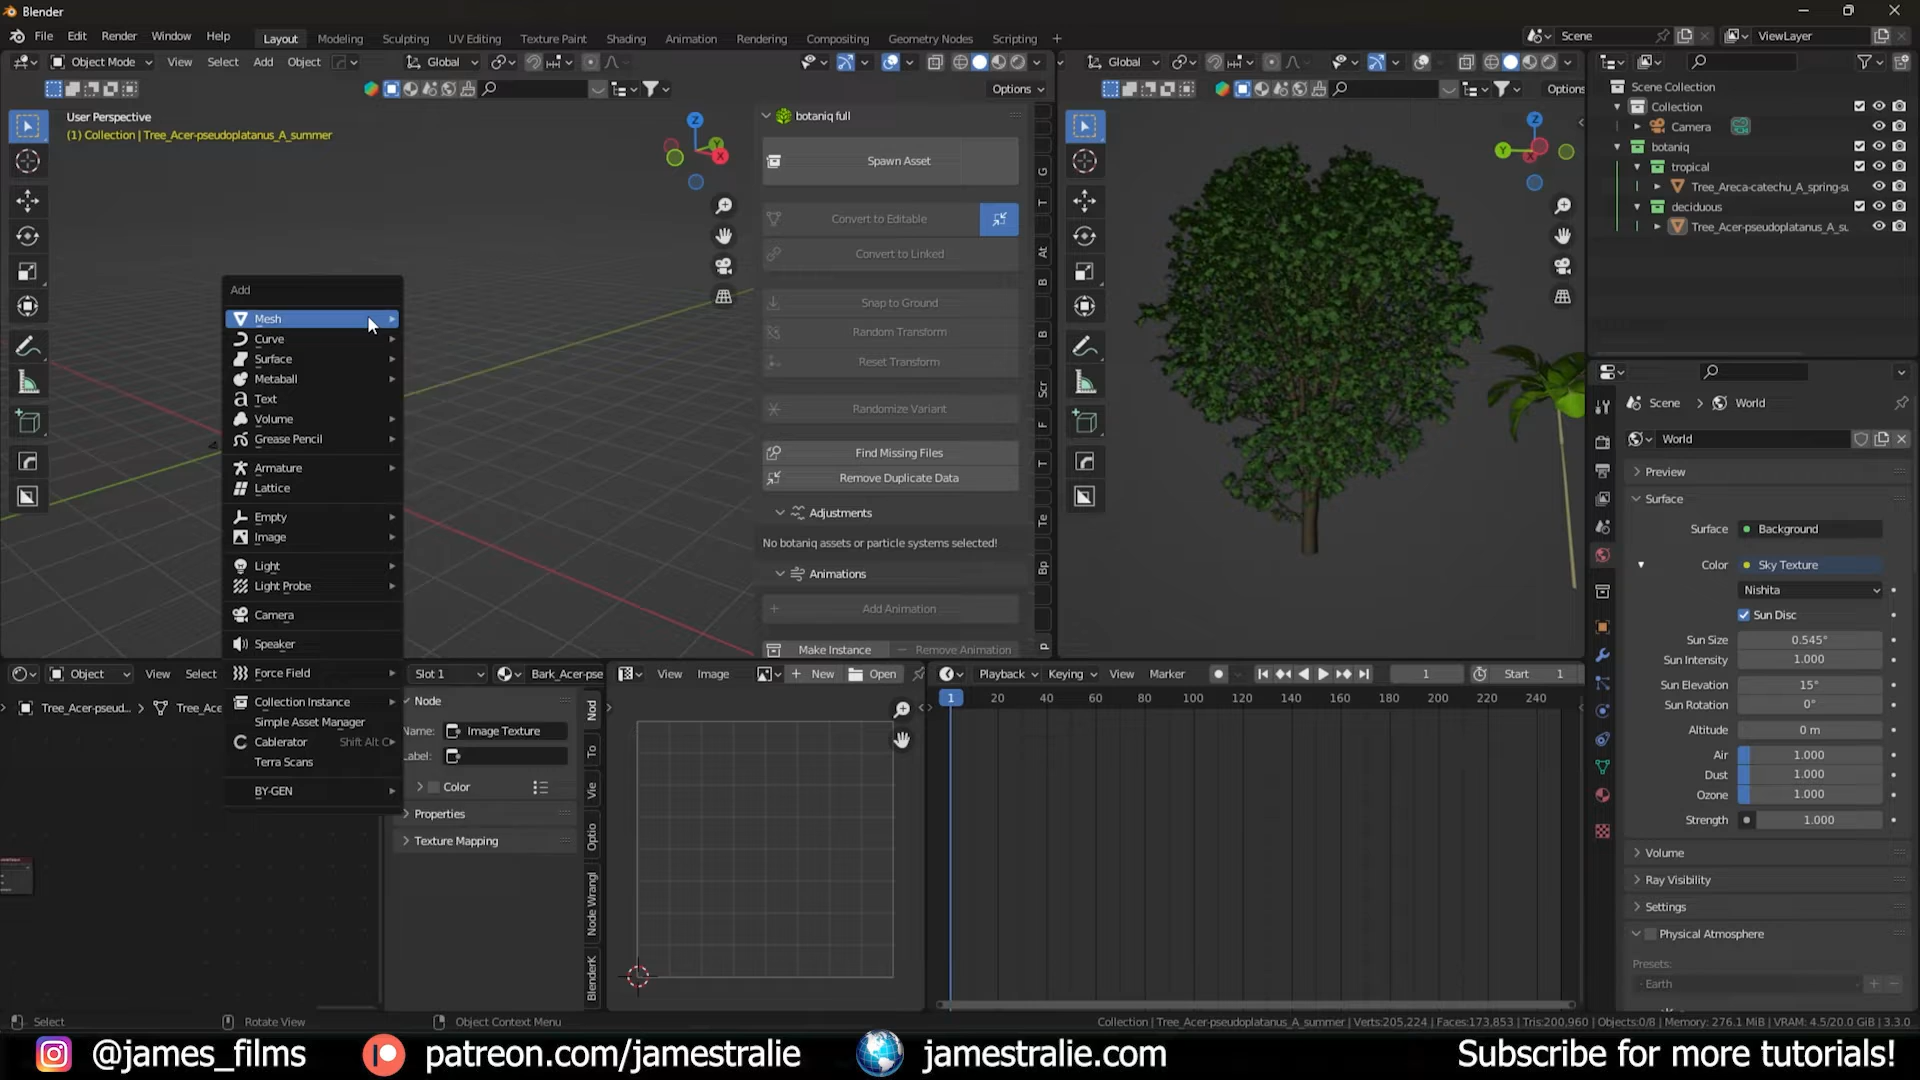 Blender
File Edit Render Window Help Layout Modeling Sculpting UV Editing Texture Paint Shading Animation Rendering Compositing Geometry Nodes Scripting +
Scene ViewLayer
Object Mode View Select Add Object Global
Options
Global
Options
User Perspective
(1) Collection | Tree_Acer-pseudoplatanus_A_summer
Z
Y
X
Add
Mesh
Curve
Surface
Metaball
Text
Volume
Grease Pencil
Armature
Lattice
Empty
Image
Light
Light Probe
Camera
Speaker
Force Field
Collection Instance
Simple Asset Manager
Cablerator Shift Alt C
Terra Scans
BY-GEN
botaniq full
Spawn Asset
Convert to Editable
Convert to Linked
Snap to Ground
Random Transform
Reset Transform
Randomize Variant
Find Missing Files
Remove Duplicate Data
Adjustments
No botaniq assets or particle systems selected!
Animations
Add Animation
Make Instance Remove Animation
G
T
At
B
B
Scr
F
T
Te
Bp
P
Z
Y
X
Scene Collection
Collection
Camera
botaniq
tropical
Tree_Areca-catechu_A_spring-su
deciduous
Tree_Acer-pseudoplatanus_A_su
Scene > World
World
Preview
Surface
Surface Background
Color Sky Texture
Nishita
Sun Disc
Sun Size 0.545°
Sun Intensity 1.000
Sun Elevation 15°
Sun Rotation 0°
Altitude 0 m
Air 1.000
Dust 1.000
Ozone 1.000
Strength 1.000
Volume
Ray Visibility
Settings
Physical Atmosphere
Presets:
- Earth
Object View Select
Slot 1 Bark_Acer-pse
Tree_Acer-pseud... > Tree_Ace
Node
Name: Image Texture
Label:
Color
Properties
Texture Mapping
Nod
To
Vie
Optio
Node Wrangl
BlenderK
View Image + New Open
Playback Keying View Marker 1 Start 1
1 20 40 60 80 100 120 140 160 180 200 220 240
Select Rotate View Object Context Menu
Collection | Tree_Acer-pseudoplatanus_A_summer | Verts:205,224 | Faces:173,853 | Tris:200,960 | Objects:0/8 | Memory: 276.1 MiB | VRAM: 4.5/20.0 GiB | 3.3.0
@james_films patreon.com/jamestralie jamestralie.com Subscribe for more tutorials!